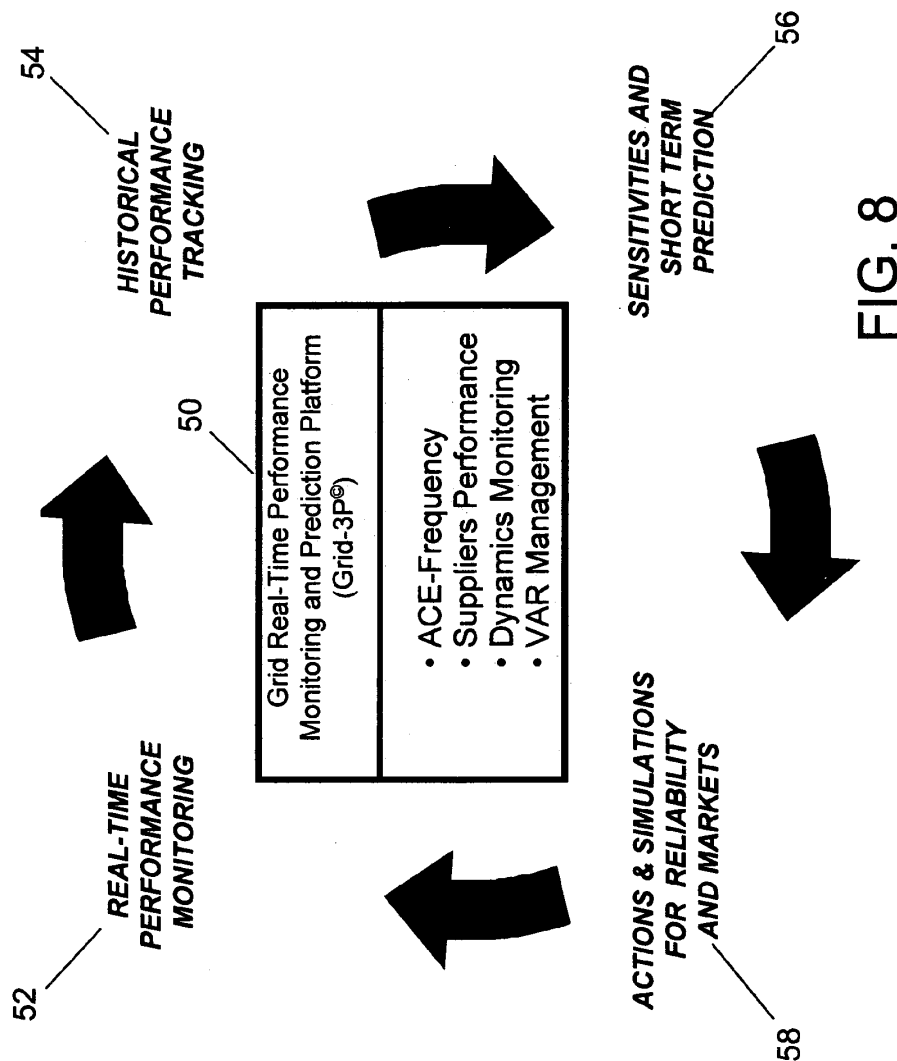 52
REAL-TIME
PERFORMANCE
MONITORING
54
HISTORICAL
PERFORMANCE
TRACKING
50
Grid Real-Time Performance
Monitoring and Prediction Platform
(Grid-3P©)
• ACE-Frequency
• Suppliers Performance
• Dynamics Monitoring
• VAR Management
ACTIONS & SIMULATIONS
FOR RELIABILITY
AND MARKETS
58
SENSITIVITIES AND
SHORT TERM
PREDICTION
56
FIG. 8